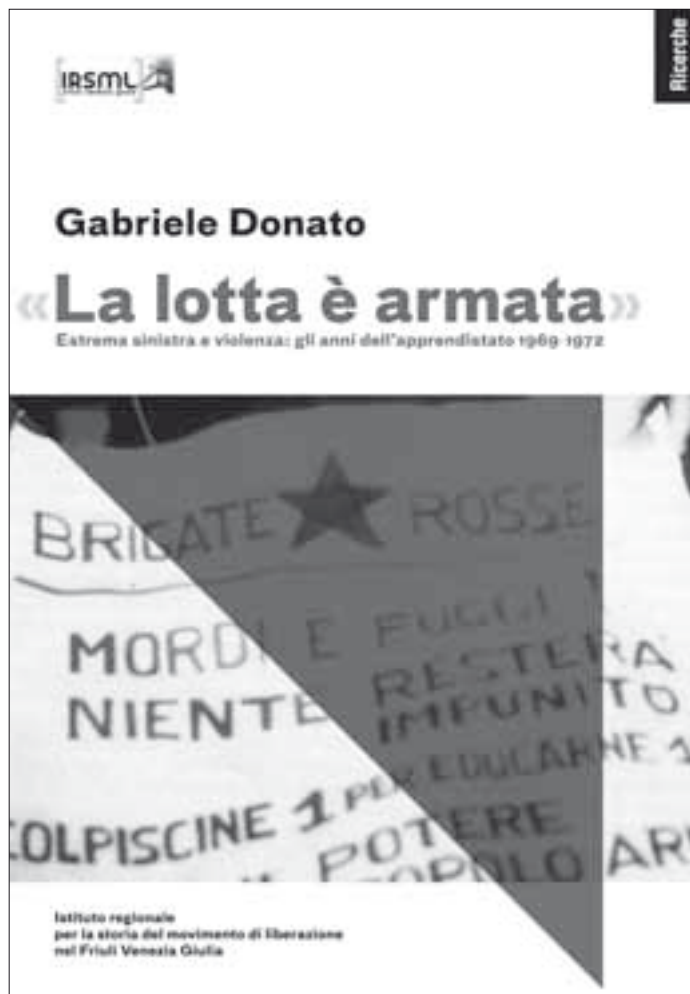 [IRSML]
Ricerche
Gabriele Donato
«La lotta è armata»
Estrema sinistra e violenza: gli anni dell'apprendistato 1969-1972
BRIGATE ROSSE
MORDI E FUGGI!
NIENTE RESTERA
IMPUNITO
COLPISCINE 1 PER EDUCARNE 1
POTERE
POPOLO AR
Istituto regionale
per la storia del movimento di liberazione
nel Friuli Venezia Giulia